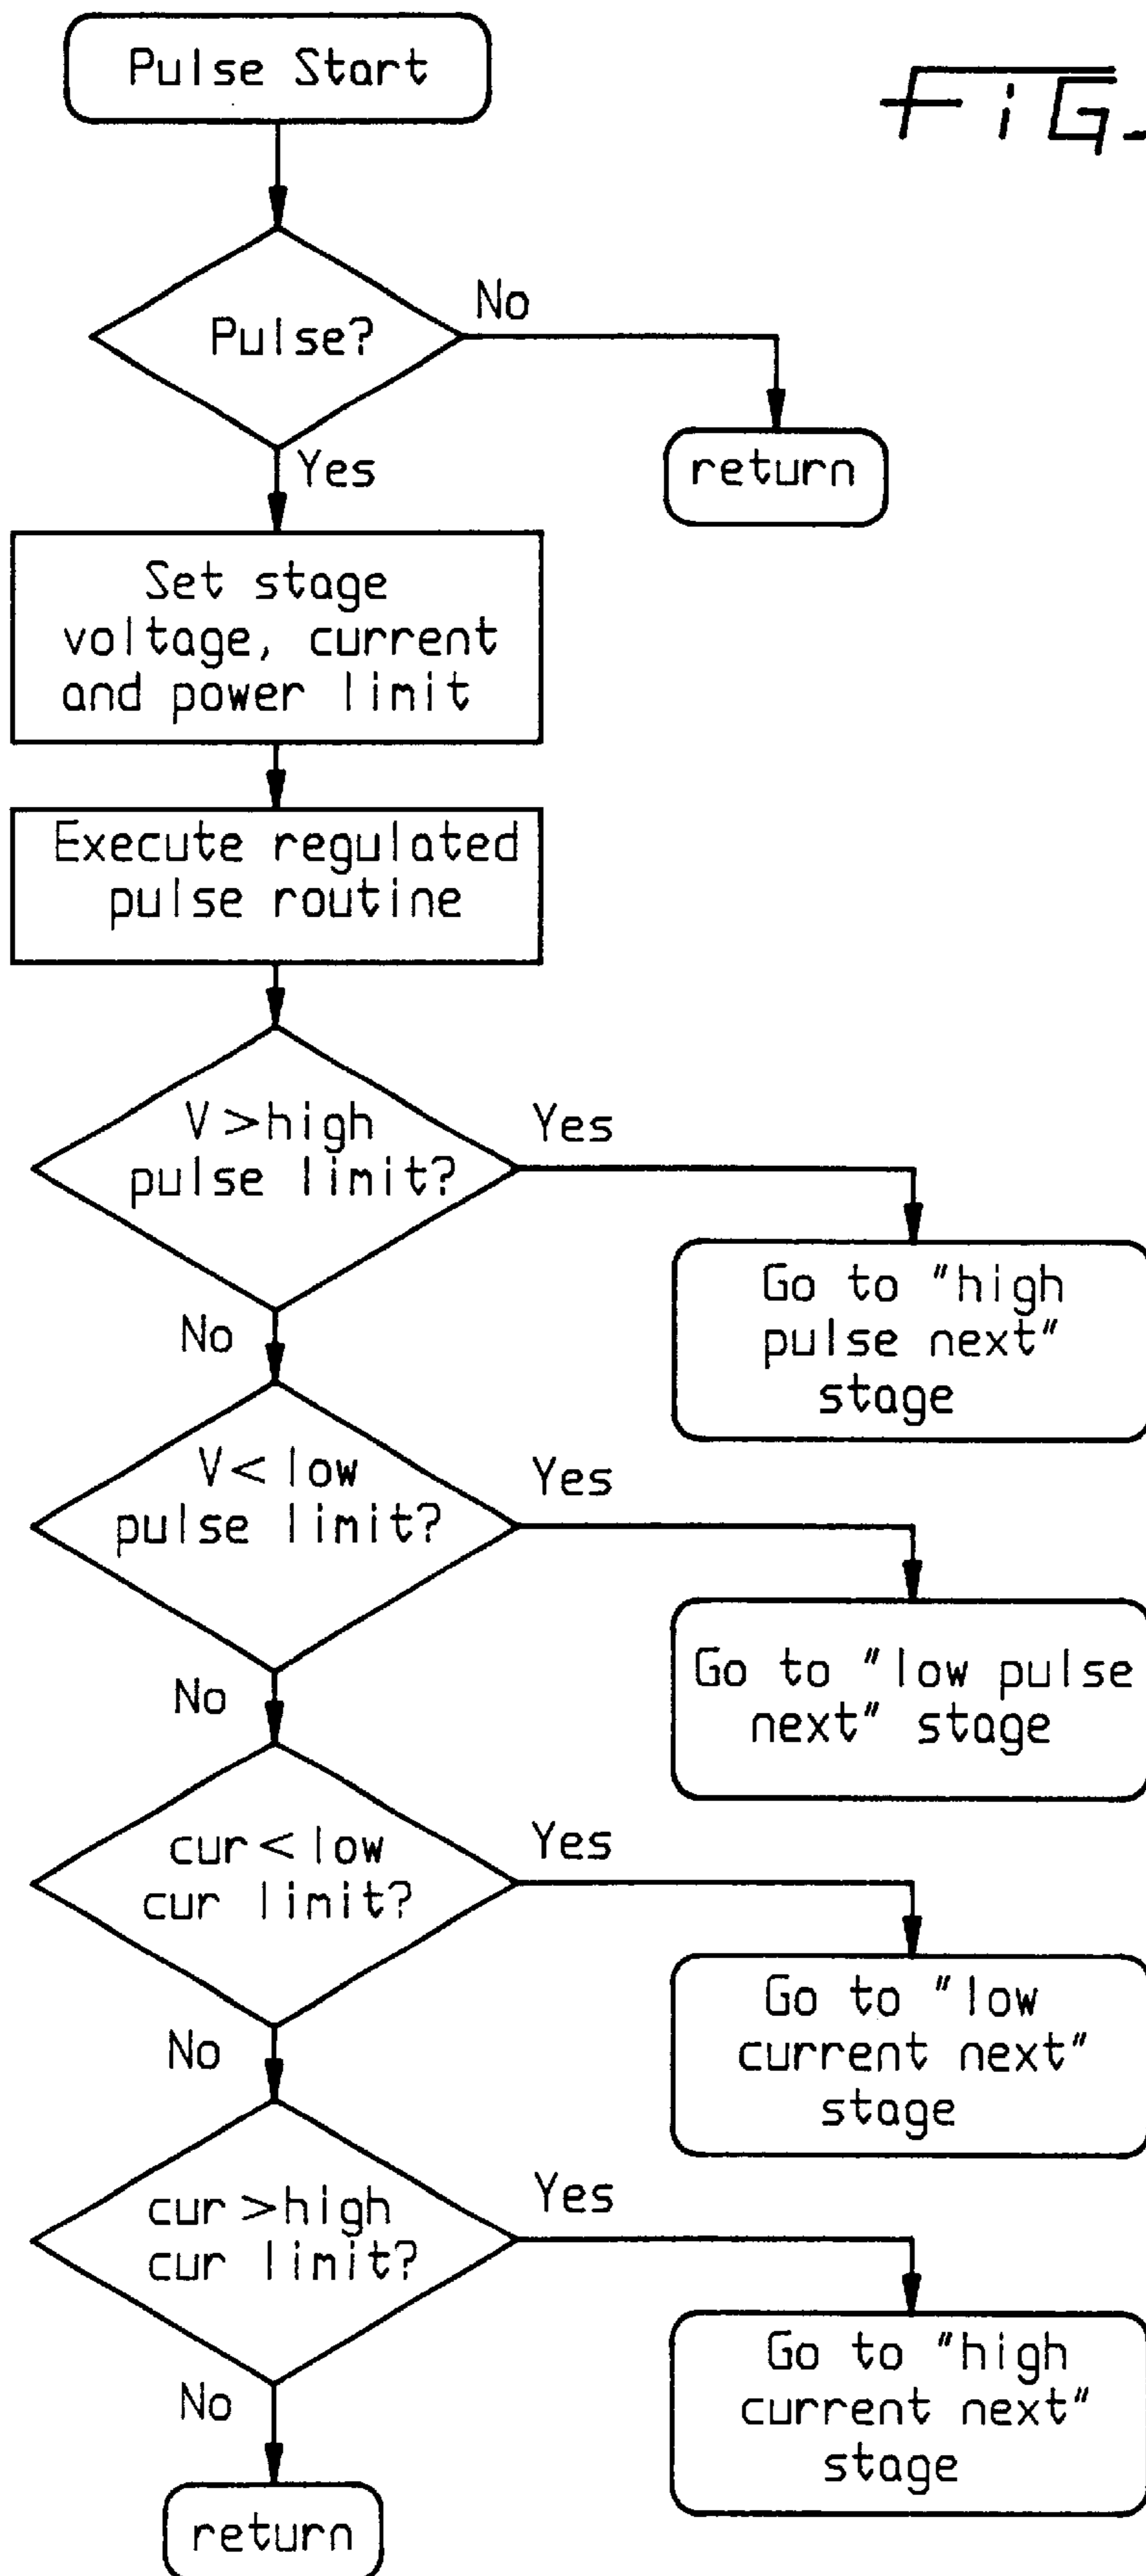 Pulse Start
FiG.
Pulse?
No
return
Yes
Set stage
voltage, current
and power limit
Execute regulated
pulse routine
V>high
pulse limit?
Yes
Go to "high
pulse next"
stage
No
V<low
pulse limit?
Yes
Go to "low pulse
next" stage
No
cur<low
cur limit?
Yes
Go to "low
current next"
stage
No
cur>high
cur limit?
Yes
Go to "high
current next"
stage
No
return